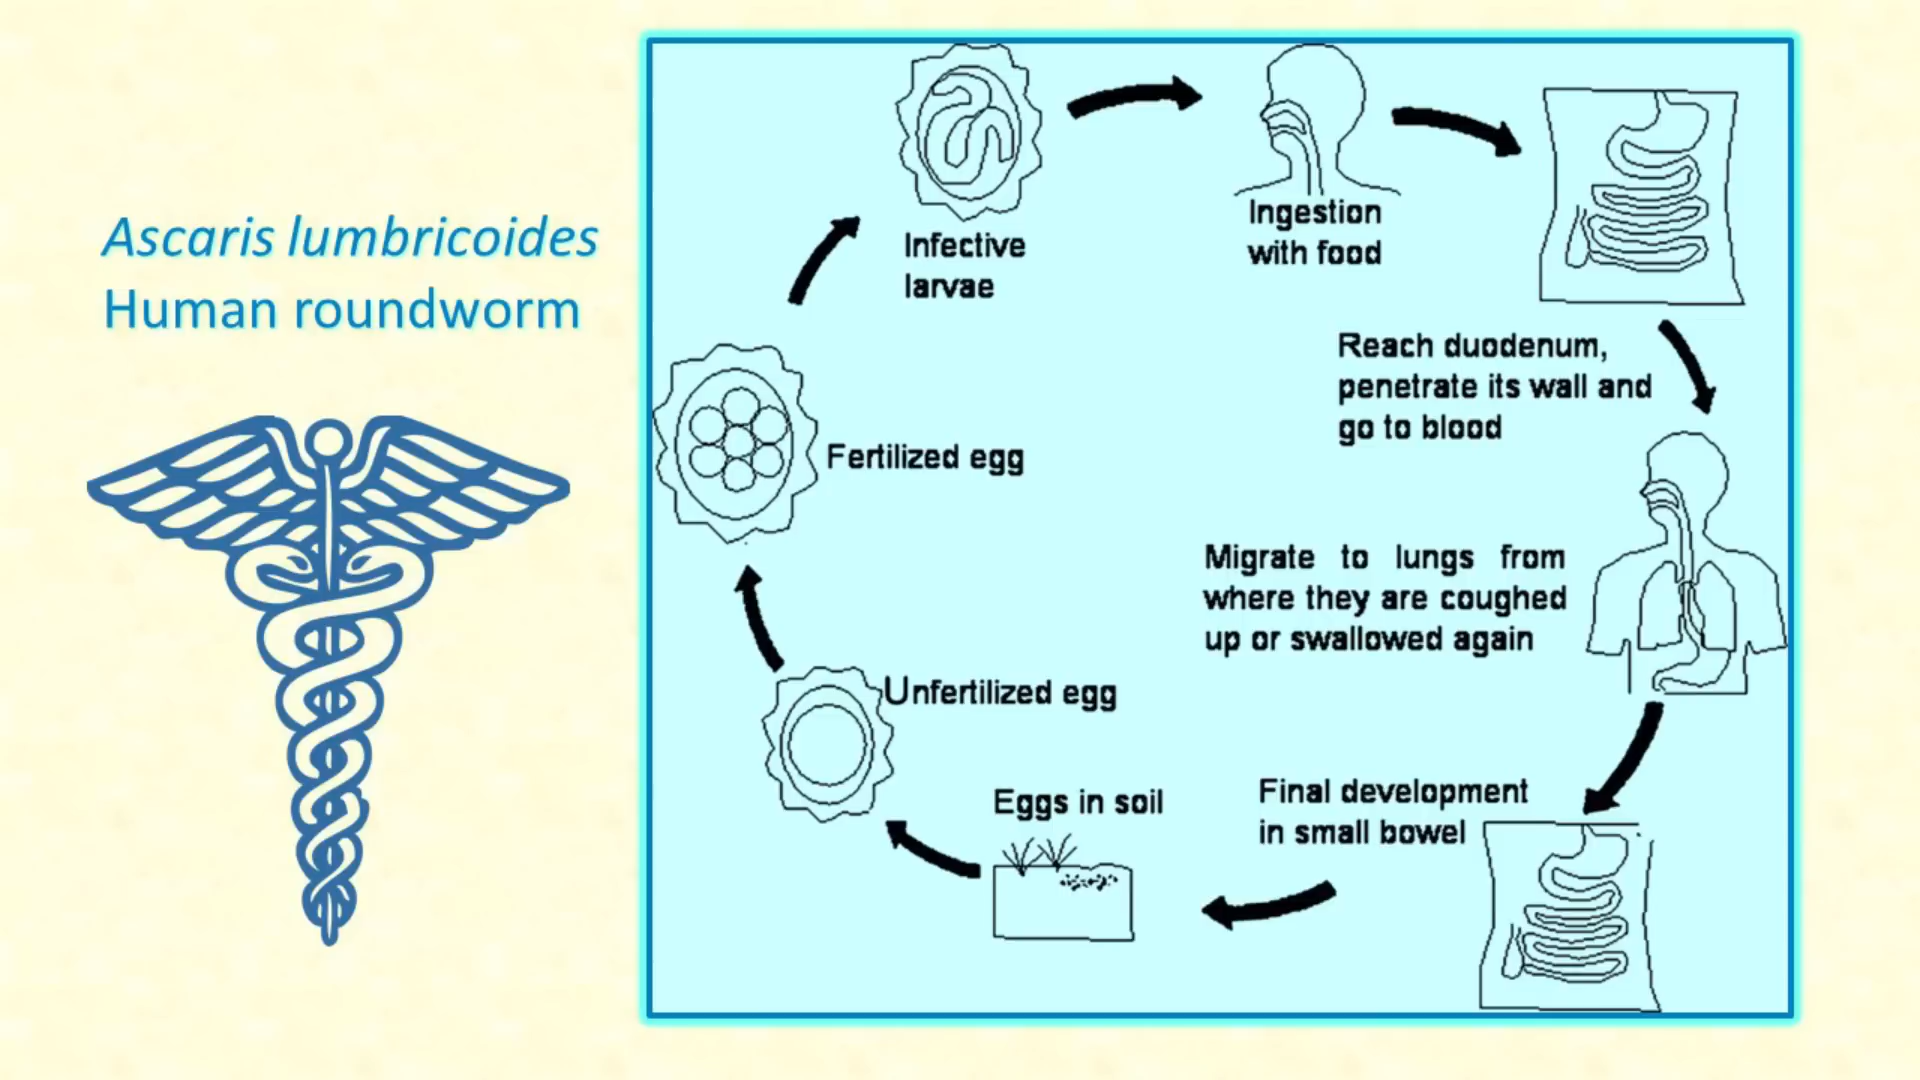 Ascaris lumbricoides
Human roundworm
Infective
larvae
Ingestion
with food
Reach duodenum,
penetrate its wall and
go to blood
Migrate to lungs from
where they are coughed
up or swallowed again
Final development
in small bowel
Eggs in soil
Unfertilized egg
Fertilized egg